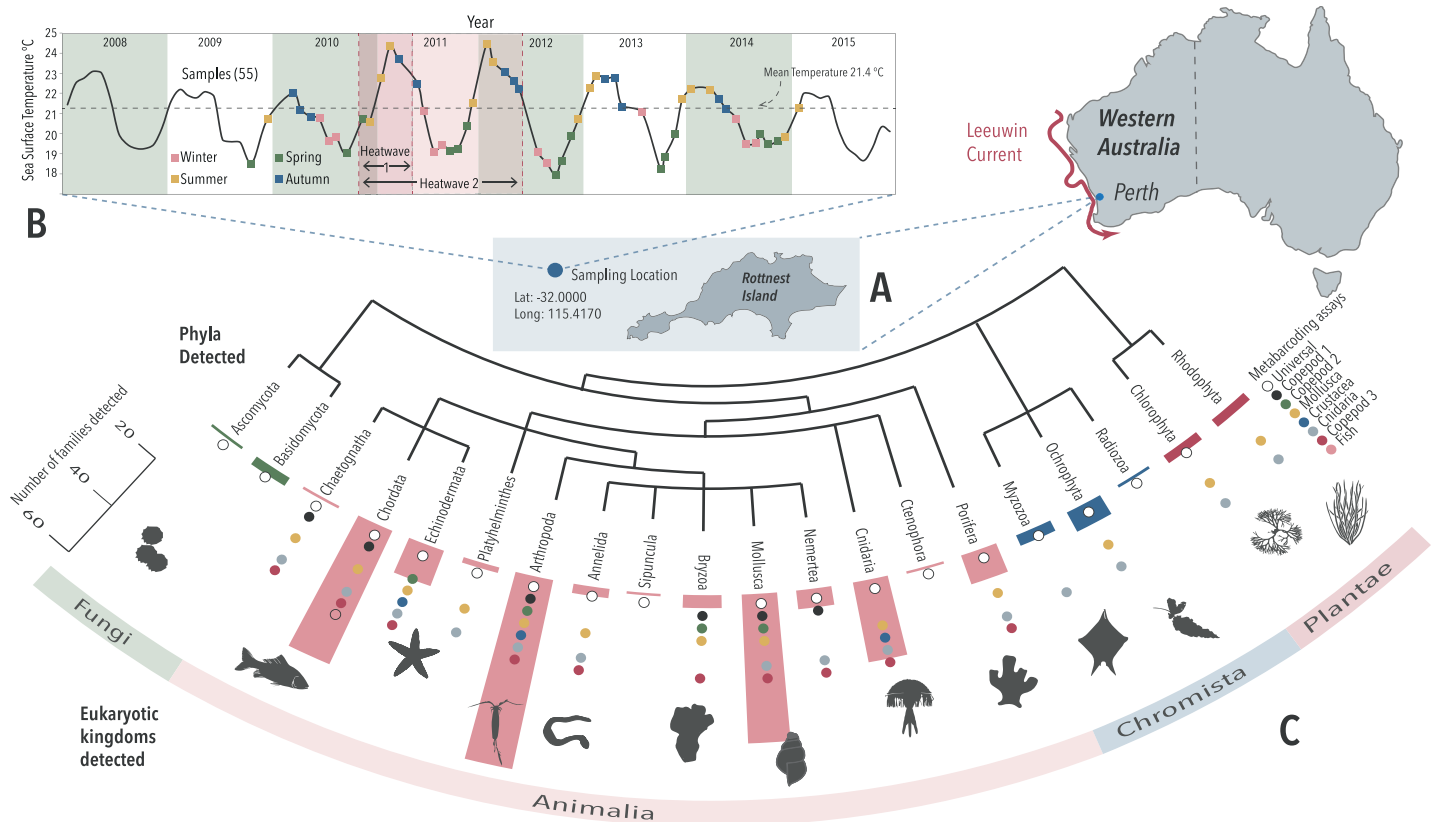 B
Year
25
24
23
22
21
20
19
18
Sea Surface Temperature °C
2008
2009
2010
2011
2012
2013
2014
2015
Samples (55)
Mean Temperature 21.4 °C
Winter
Spring
Summer
Autumn
Heatwave
1
Heatwave 2
Leeuwin
Current
Western
Australia
Perth
A
Sampling Location
Lat: -32.0000
Long: 115.4170
Rottnest
Island
C
Phyla
Detected
Number of families detected
20
40
60
Ascomycota
Basidomycota
Chaetognatha
Chordata
Echinodermata
Platyhelminthes
Arthropoda
Annelida
Sipuncula
Bryzoa
Mollusca
Nemertea
Cnidaria
Ctenophora
Porifera
Myzozoa
Ochrophyta
Radiozoa
Chlorophyta
Rhodophyta
Metabarcoding assays
Universal
Copepod 1
Copepod 2
Mollusca
Crustacea
Cnidaria
Copepod 3
Fish
Eukaryotic
kingdoms
detected
Fungi
Animalia
Chromista
Plantae